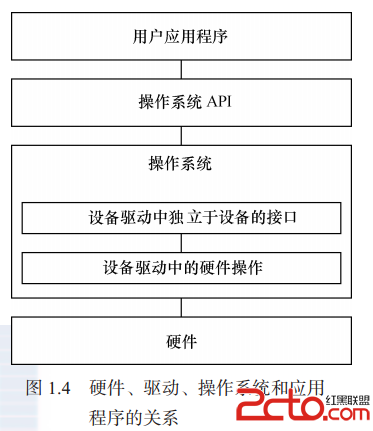 用户应用程序
操作系统 API
操作系统
设备驱动中独立于设备的接口
设备驱动中的硬件操作
硬件
图 1.4 硬件、驱动、操作系统和应用
程序的关系
2cto.com
红黑联盟